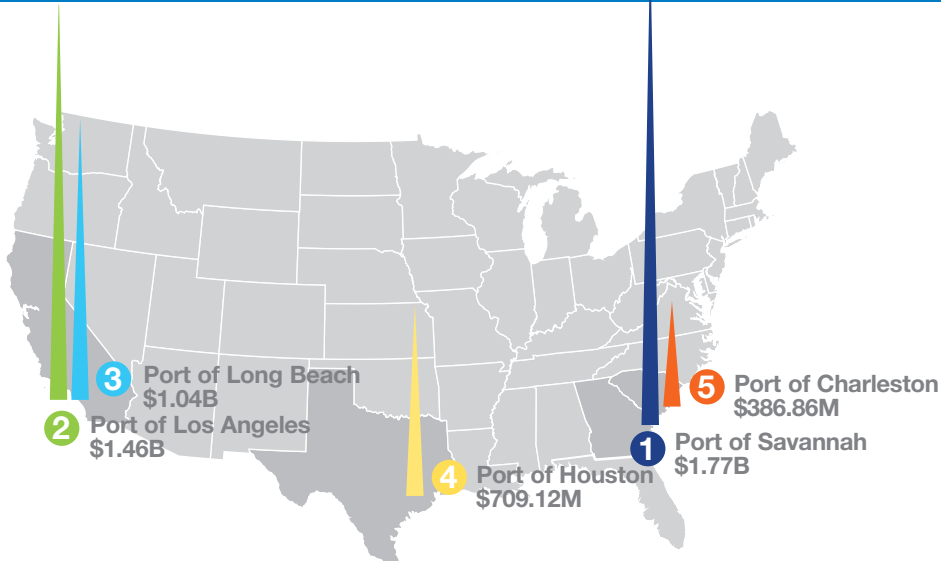 3
Port of Long Beach
$1.04B
2
Port of Los Angeles
$1.46B
4
Port of Houston
$709.12M
5
Port of Charleston
$386.86M
1
Port of Savannah
$1.77B